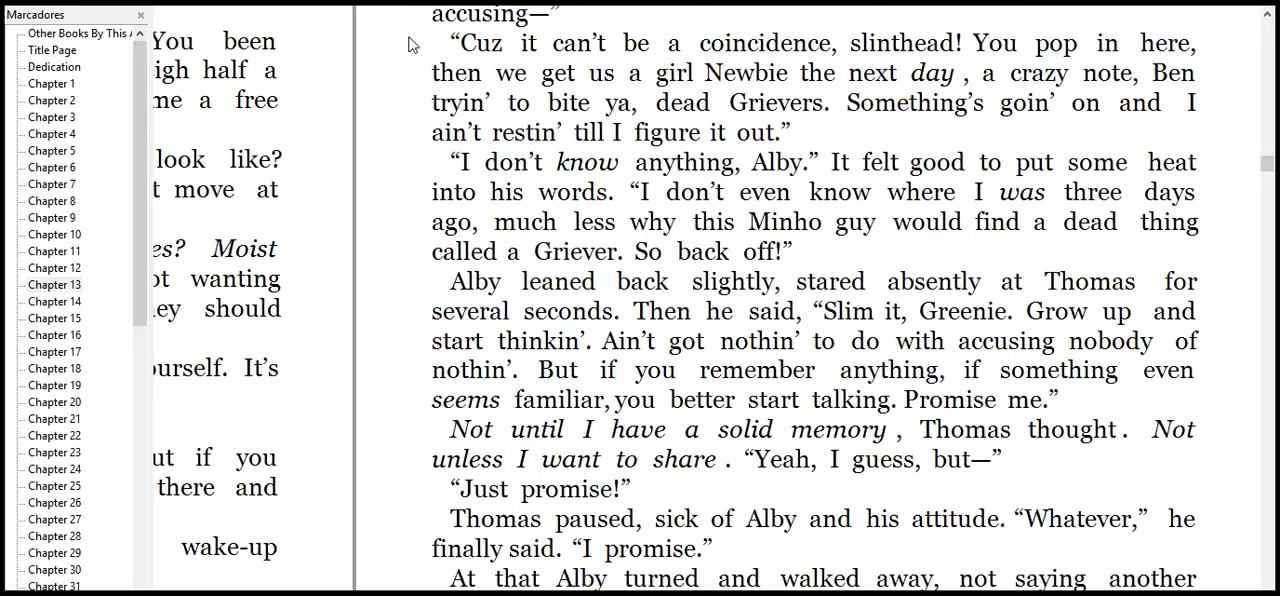 Marcadores
Other Books By This A
Title Page
Dedication
Chapter 1
Chapter 2
Chapter 3
Chapter 4
Chapter 5
Chapter 6
Chapter 7
Chapter 8
Chapter 9
Chapter 10
Chapter 11
Chapter 12
Chapter 13
Chapter 14
Chapter 15
Chapter 16
Chapter 17
Chapter 18
Chapter 19
Chapter 20
Chapter 21
Chapter 22
Chapter 23
Chapter 24
Chapter 25
Chapter 26
Chapter 27
Chapter 28
Chapter 29
Chapter 30
Chapter 31
You been
igh half a
me a free
look like?
t move at
es? Moist
ot wanting
ey should
ourself. It’s
ut if you
there and
wake-up
accusing—”
“Cuz it can’t be a coincidence, slinthead! You pop in here,
then we get us a girl Newbie the next day , a crazy note, Ben
tryin’ to bite ya, dead Grievers. Something’s goin’ on and I
ain’t restin’ till I figure it out.”
“I don’t know anything, Alby.” It felt good to put some heat
into his words. “I don’t even know where I was three days
ago, much less why this Minho guy would find a dead thing
called a Griever. So back off!”
Alby leaned back slightly, stared absently at Thomas for
several seconds. Then he said, “Slim it, Greenie. Grow up and
start thinkin’. Ain’t got nothin’ to do with accusing nobody of
nothin’. But if you remember anything, if something even
seems familiar, you better start talking. Promise me.”
Not until I have a solid memory , Thomas thought. Not
unless I want to share . “Yeah, I guess, but—”
“Just promise!”
Thomas paused, sick of Alby and his attitude. “Whatever,” he
finally said. “I promise.”
At that Alby turned and walked away, not saying another